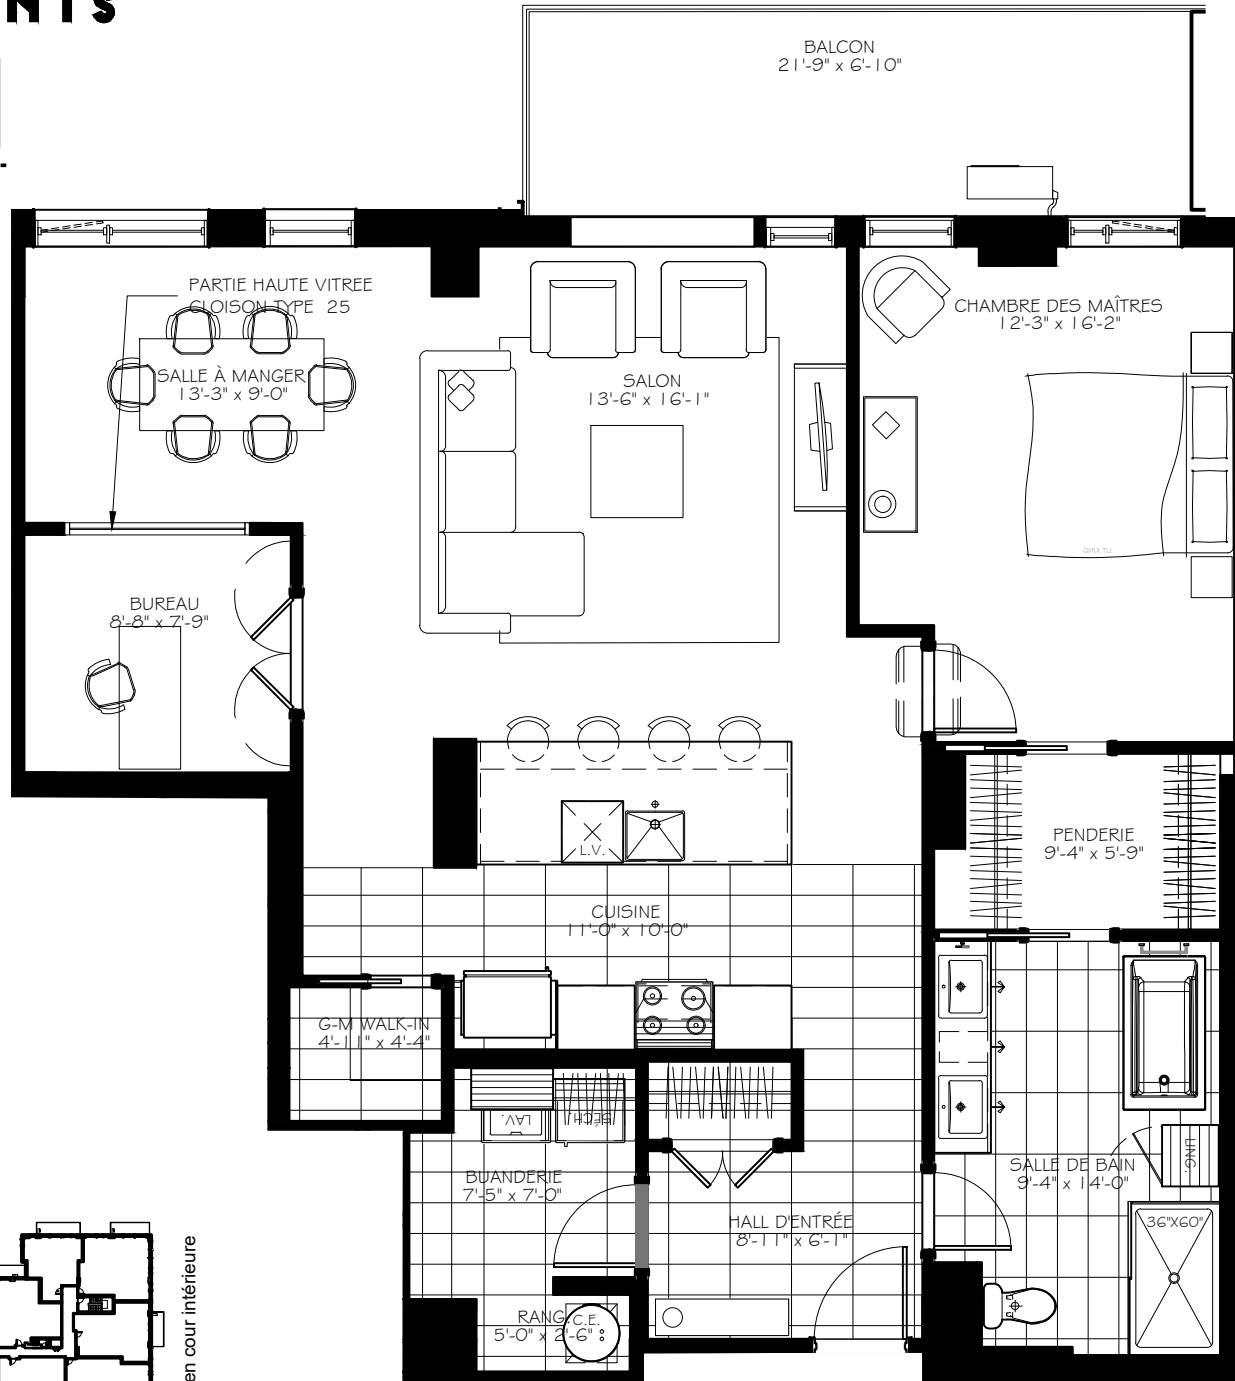 NTS
BALCON
21'-9" x 6'-10"
PARTIE HAUTE VITREE
CLOISON TYPE 25
CHAMBRE DES MAÎTRES
12'-3" x 16'-2"
SALLE À MANGER
13'-3" x 9'-0"
SALON
13'-6" x 16'-1"
BUREAU
8'-8" x 7'-9"
L.V.
PENDERIE
9'-4" x 5'-9"
CUISINE
11'-0" x 10'-0"
G-M WALK-IN
4'-11" x 4'-4"
LAV.
SÉCH.
BUANDERIE
7'-5" x 7'-0"
LING.
SALLE DE BAIN
9'-4" x 14'-0"
HALL D'ENTRÉE
8'-11" x 6'-1"
36"X60"
RANG.
5'-0" x 2'-6"
C.E.
en cour intérieure